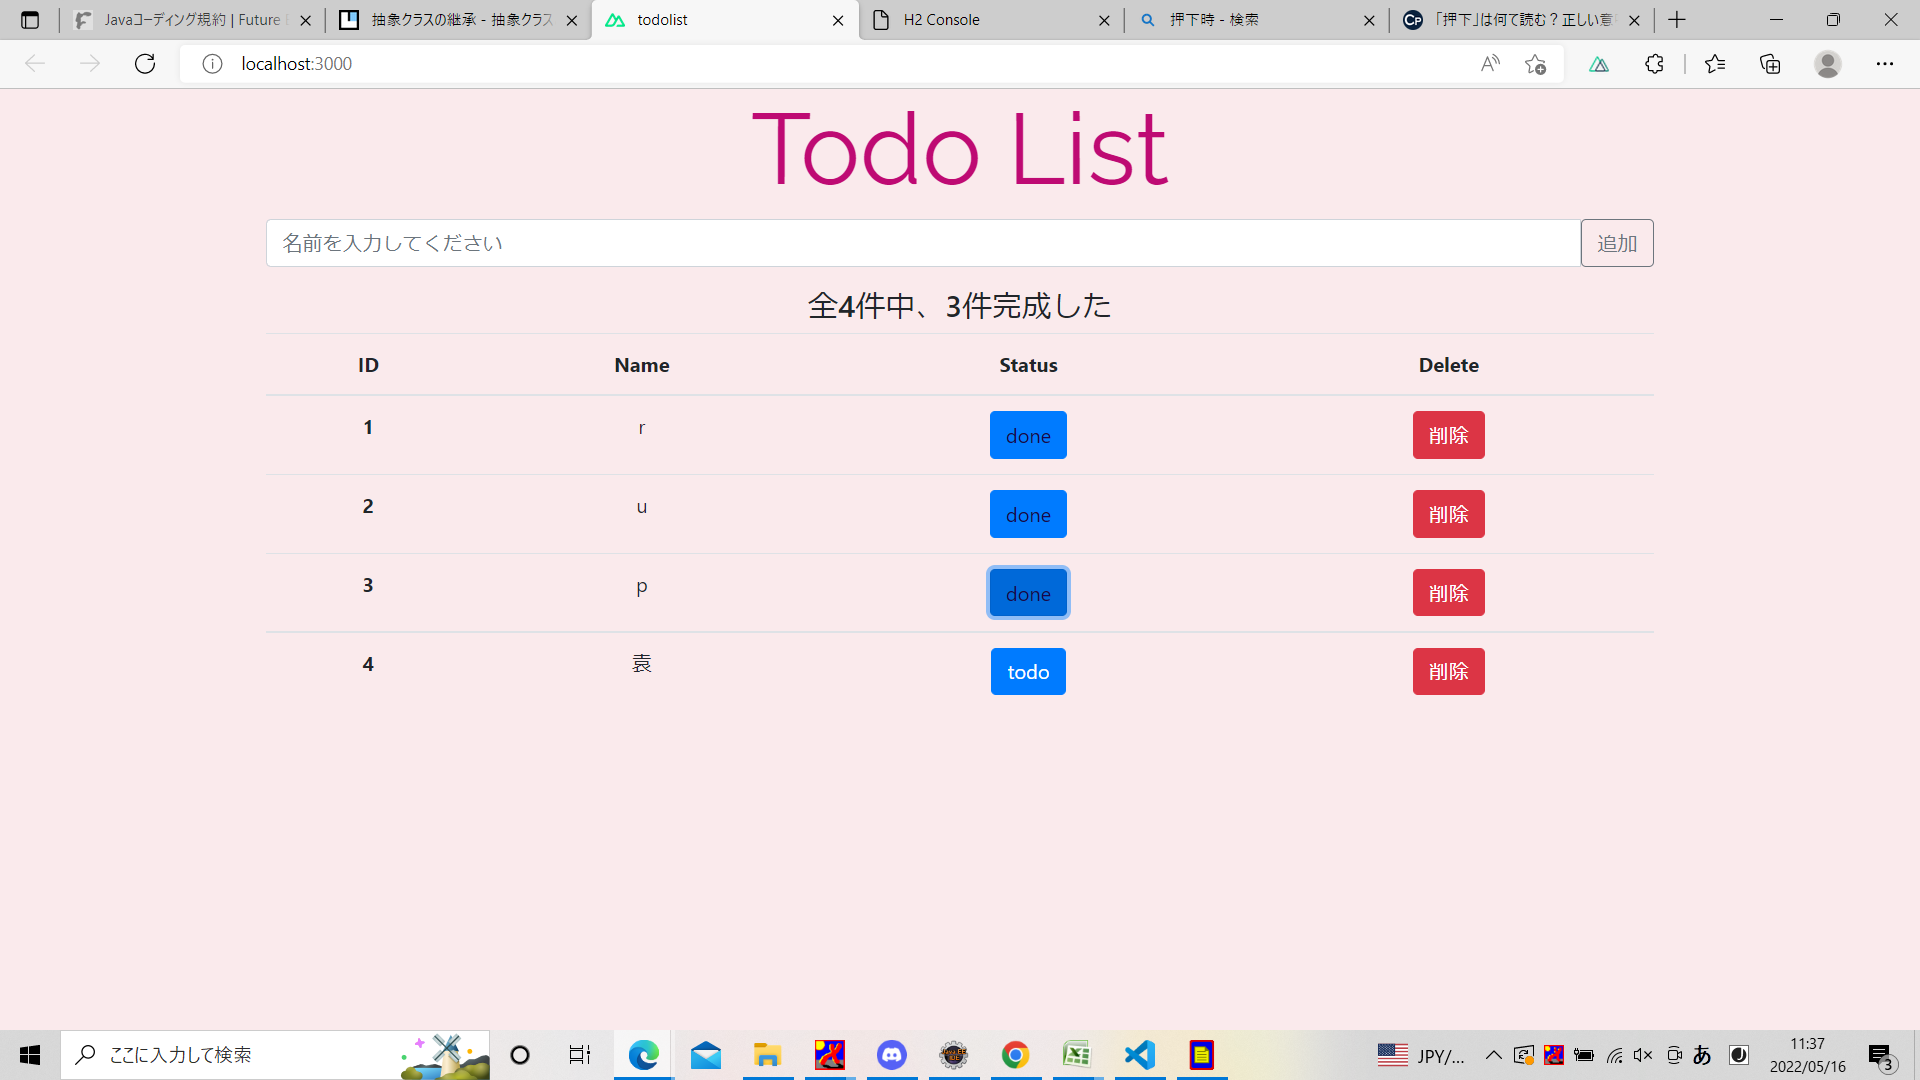 Javaコーディング規約 | Future
抽象クラスの継承 - 抽象クラス
todolist
H2 Console
押下時 - 検索
「押下」は何て読む？正しい意
localhost:3000
Todo List
名前を入力してください
追加
全4件中、3件完成した
ID Name Status Delete
1 r done 削除
2 u done 削除
3 p done 削除
4 袁 todo 削除
ここに入力して検索
JPY/...
あ
11:37
2022/05/16
3